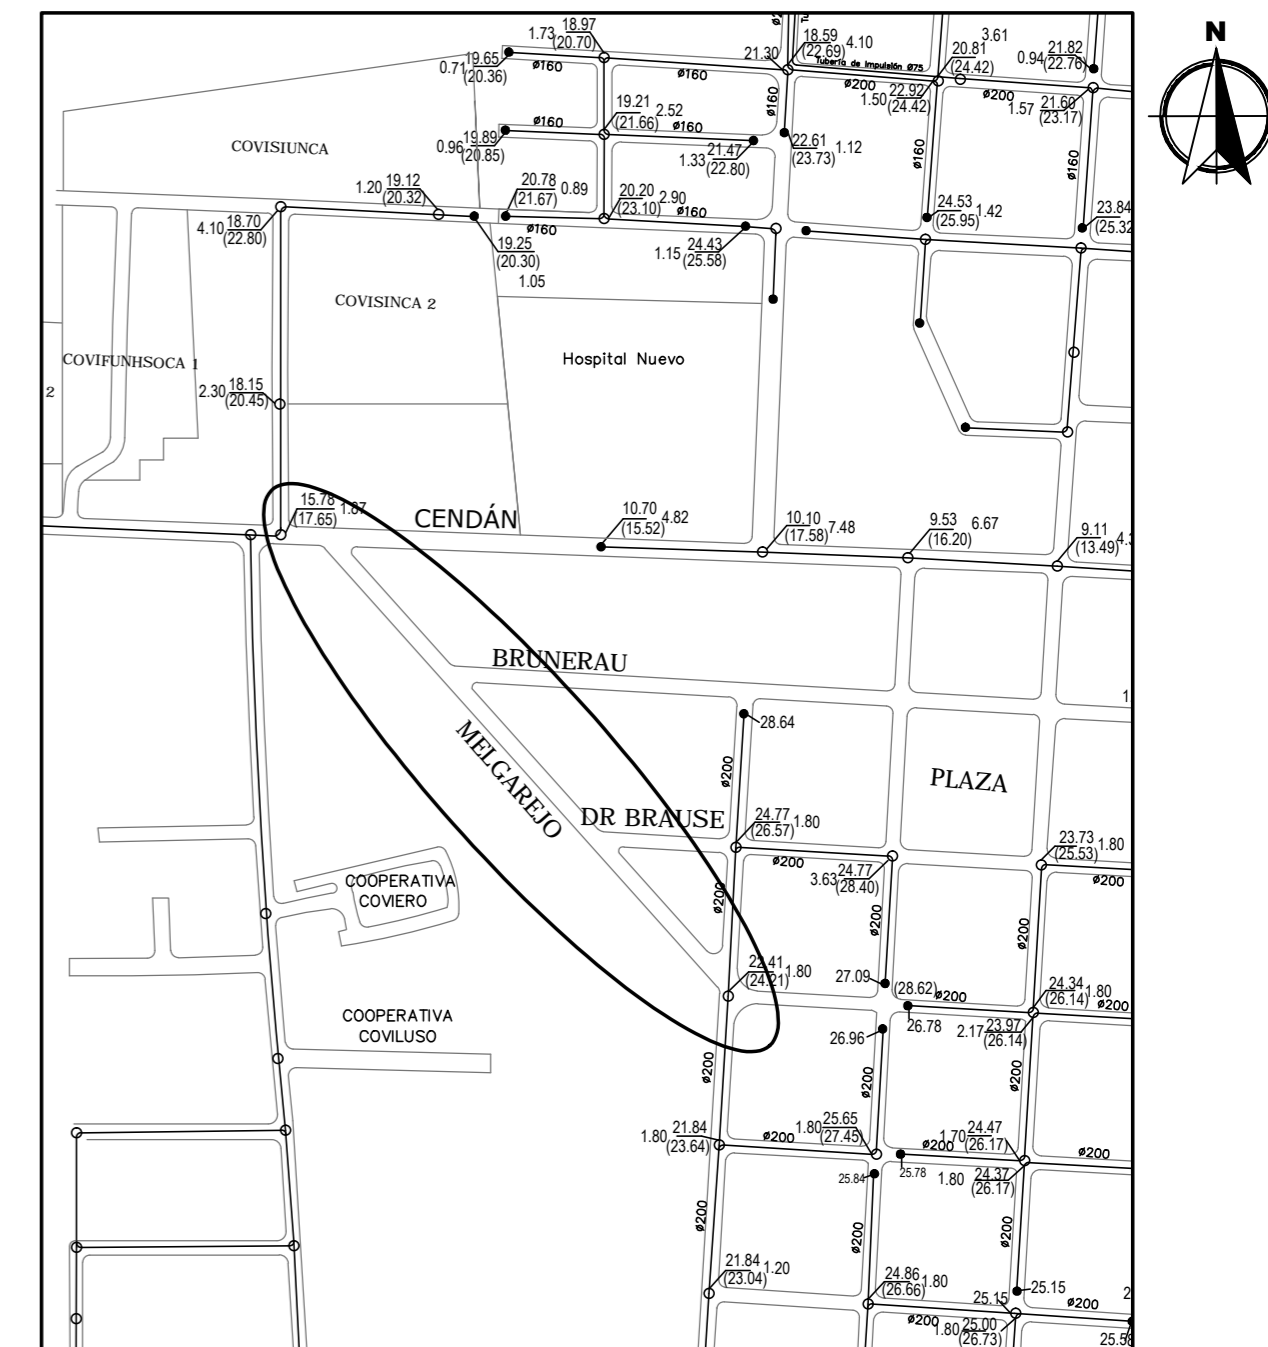 N
18.97
1.73
(20.70)
19.65
0.71
(20.36)
ø160
ø160
21.30
18.59
4.10
(22.69)
Tubería de Impulsión Ø75
3.61
20.81
(24.42)
21.82
0.94
(22.76)
ø200
22.92
1.50
(24.42)
ø200
21.60
1.57
(23.17)
ø160
19.21
2.52
(21.66)
ø160
ø160
19.89
0.96
(20.85)
21.47
1.33
(22.80)
22.61
1.12
(23.73)
ø160
ø160
COVISIUNCA
19.12
1.20
(20.32)
20.78
0.89
(21.67)
20.20
2.90
(23.10)
ø160
24.53
1.42
(25.95)
23.84
(25.32
18.70
4.10
(22.80)
ø160
19.25
(20.30)
1.05
24.43
1.15
(25.58)
COVISINCA 2
COVIFUNHSOCA 1
Hospital Nuevo
2
18.15
2.30
(20.45)
15.78
1.87
(17.65)
CENDÁN
10.70
4.82
(15.52)
10.10
7.48
(17.58)
9.53
6.67
(16.20)
9.11
(13.49)
BRUNERAU
1
28.64
MELGAREJO
ø200
PLAZA
DR BRAUSE
24.77
1.80
(26.57)
ø200
24.77
3.63
(28.40)
23.73
1.80
(25.53)
ø200
COOPERATIVA
COVIERO
ø200
ø200
ø200
22.41
1.80
(24.21)
27.09
(28.62)
ø200
26.78
24.34
1.80
(26.14)
ø200
COOPERATIVA
COVILUSO
26.96
23.97
2.17
(26.14)
ø200
ø200
ø200
21.84
1.80
(23.64)
ø200
25.65
1.80
(27.45)
ø200
24.47
1.70
(26.17)
ø200
25.84
25.78
24.37
1.80
(26.17)
ø200
ø200
ø200
21.84
1.20
(23.04)
24.86
1.80
(26.66)
25.15
25.15
2
ø200
ø200
25.00
1.80
(26.73)
25.58